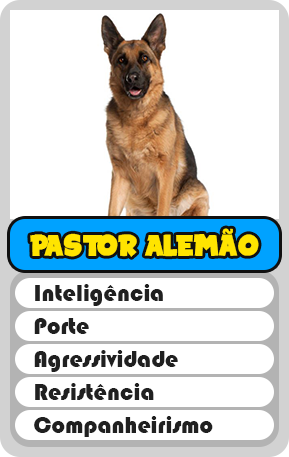 PASTOR ALEMÃO
Inteligência
Porte
Agressividade
Resistência
Companheirismo